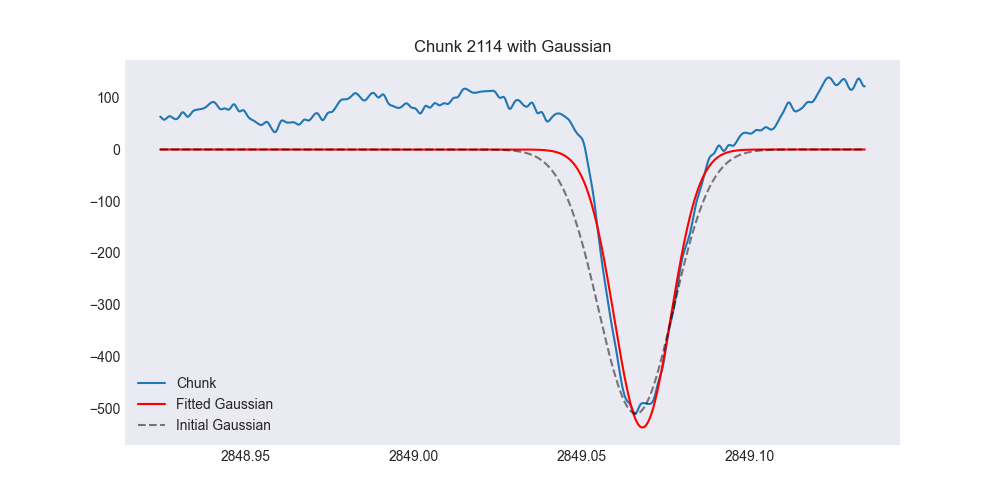 Chunk 2114 with Gaussian
100
0
−100
−200
−300
−400
−500
Chunk
Fitted Gaussian
Initial Gaussian
2848.95 2849.00 2849.05 2849.10